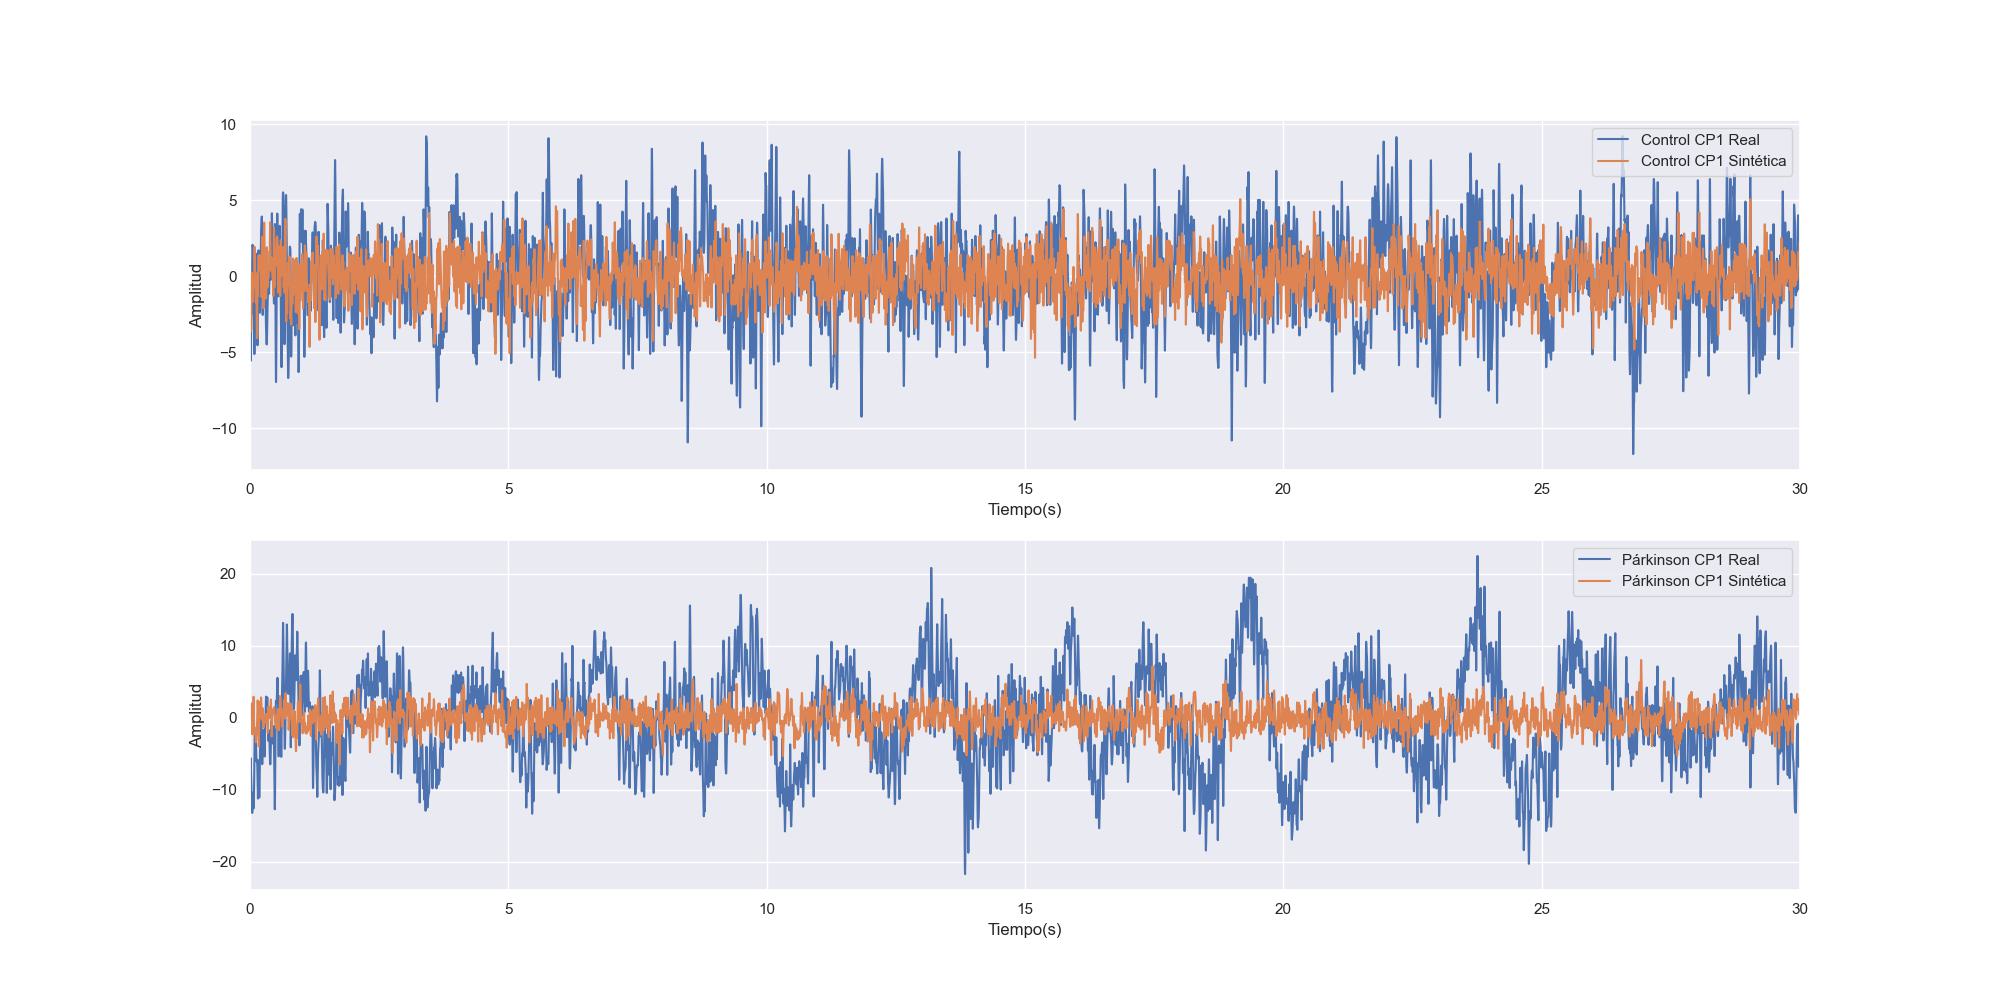 Amplitud
10
5
0
−5
−10
Control CP1 Real
Control CP1 Sintética
0 5 10 15 20 25 30
Tiempo(s)
Amplitud
20
10
0
−10
−20
Párkinson CP1 Real
Párkinson CP1 Sintética
0 5 10 15 20 25 30
Tiempo(s)